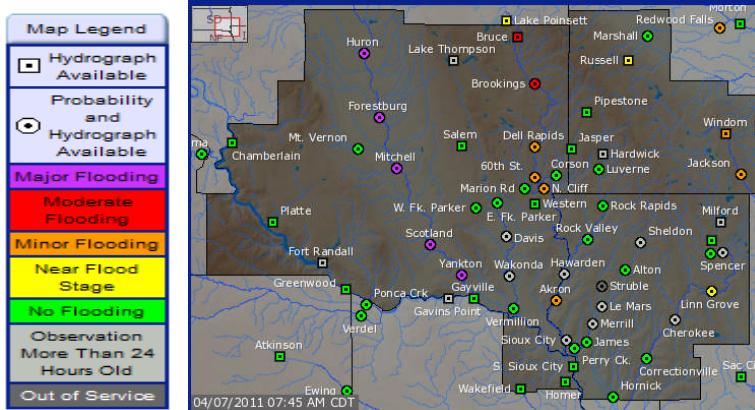 Map Legend
Hydrograph
Available
Probability
and
Hydrograph
Available
Major Flooding
Moderate
Flooding
Minor Flooding
Near Flood
Stage
No Flooding
Observation
More Than 24
Hours Old
Out of Service
SD
NE
Lake Poinsett
Morton
Redwood Falls
Bruce
Marshall
Huron
Lake Thompson
Russell
Brookings
Forestburg
Pipestone
Windom
Mt. Vernon
Salem
Dell Rapids
Jasper
Hardwick
Chamberlain
Mitchell
60th St.
Corson
Luverne
Jackson
Marion Rd
N. Cliff
Platte
W. Fk. Parker
E. Fk. Parker
Western
Rock Rapids
Milford
Rock Valley
Sheldon
Scotland
Davis
Fort Randall
Spencer
Yankton
Wakonda
Hawarden
Alton
Greenwood
Ponca Crk
Gayville
Akron
Struble
Linn Grove
Gavins Point
Le Mars
Verdel
Vermillion
Merrill
Cherokee
Sioux City
James
Atkinson
Perry Ck.
S. Sioux City
Correctionville
Sac Ci
Ewing
Wakefield
Homer
Hornick
04/07/2011 07:45 AM CDT